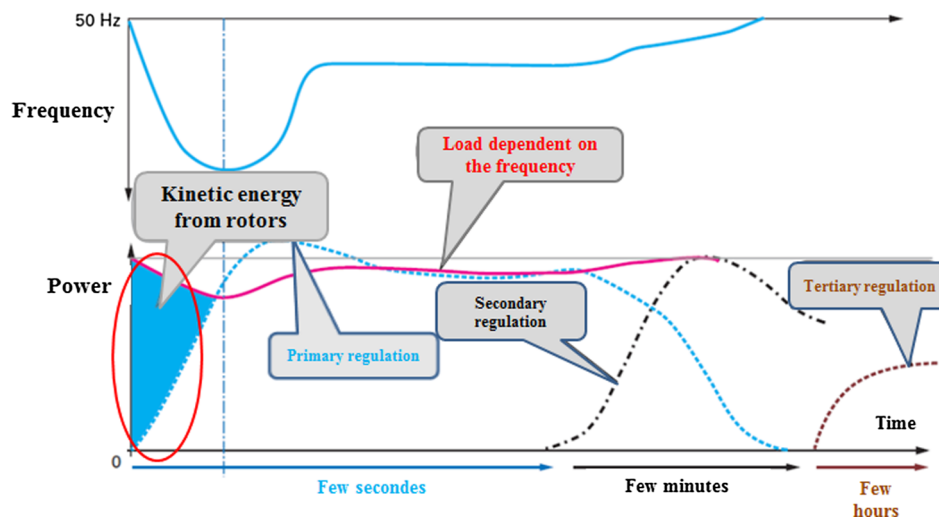 50 Hz
Frequency
Load dependent on
the frequency
Kinetic energy
from rotors
Power
Secondary
regulation
Tertiary regulation
Primary regulation
Time
0
Few secondes
Few minutes
Few
hours